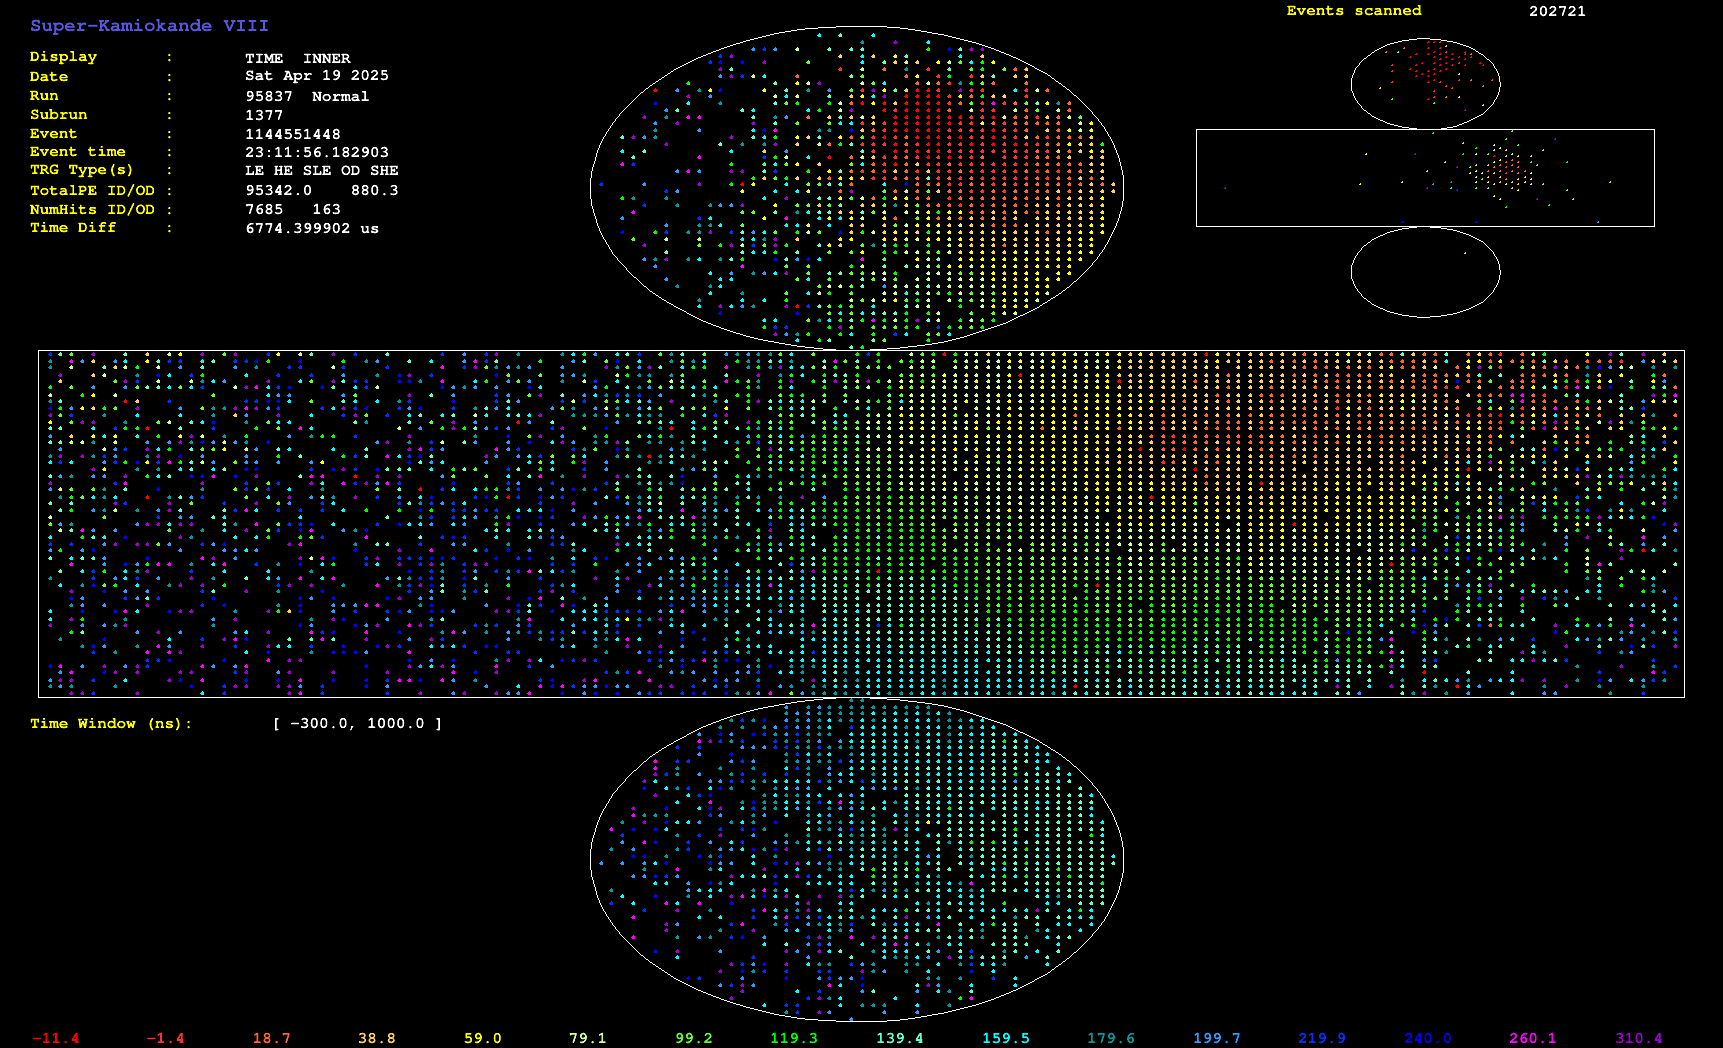 Super-Kamiokande VIII
Events scanned 202721
Display : TIME INNER
Date : Sat Apr 19 2025
Run : 95837 Normal
Subrun : 1377
Event : 1144551448
Event time : 23:11:56.182903
TRG Type(s) : LE HE SLE OD SHE
TotalPE ID/OD : 95342.0 880.3
NumHits ID/OD : 7685 163
Time Diff : 6774.399902 us
Time Window (ns): [ -300.0, 1000.0 ]
-11.4 -1.4 18.7 38.8 59.0 79.1 99.2 119.3 139.4 159.5 179.6 199.7 219.9 240.0 260.1 310.4